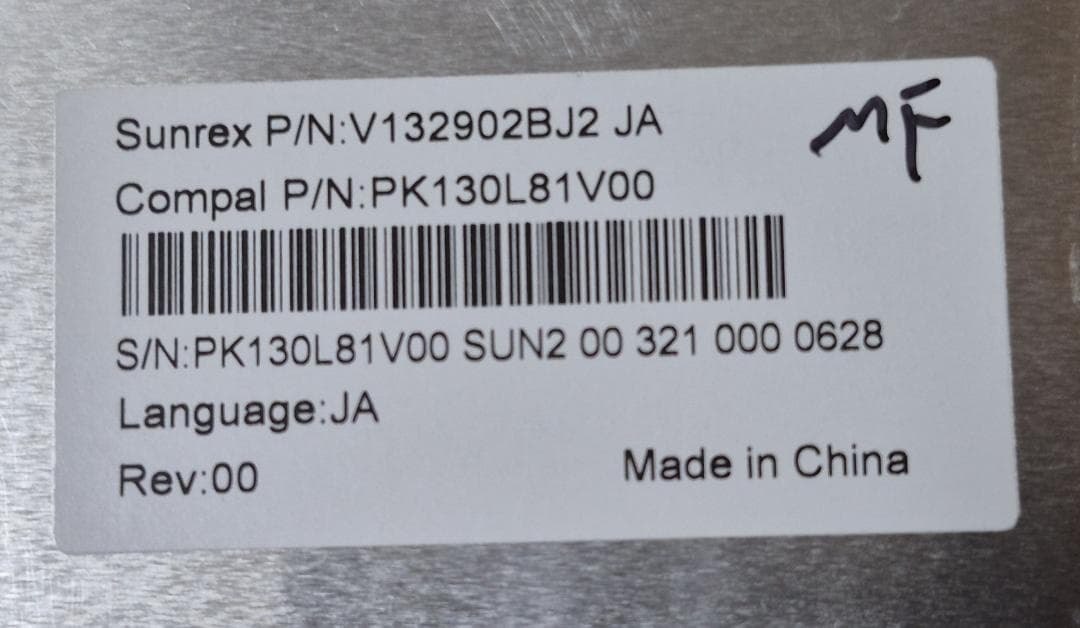 Sunrex P/N:V132902BJ2 JA
MF
Compal P/N:PK130L81V00
S/N:PK130L81V00 SUN2 00 321 000 0628
Language:JA
Rev:00
Made in China